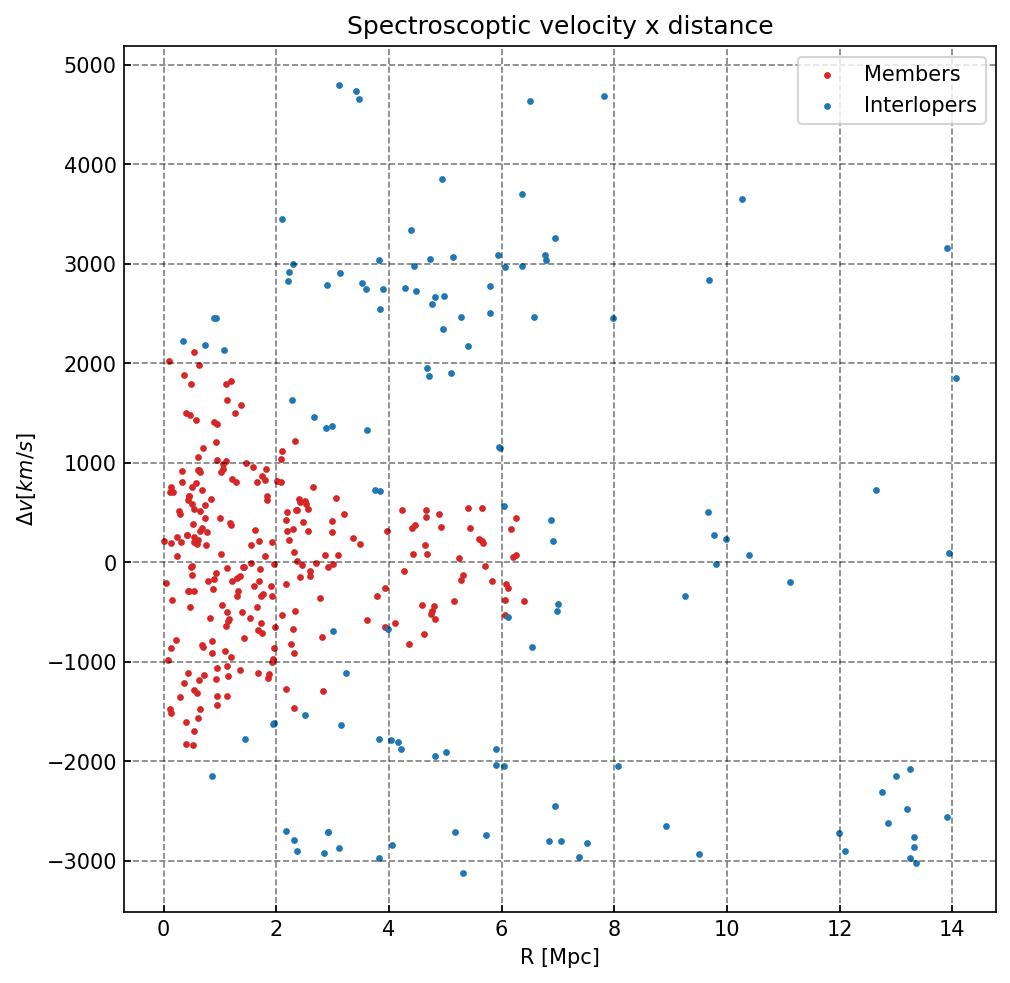 Spectroscoptic velocity x distance
Members
Interlopers
5000
4000
3000
2000
1000
0
−1000
−2000
−3000
Δv[km/s]
0 2 4 6 8 10 12 14
R [Mpc]